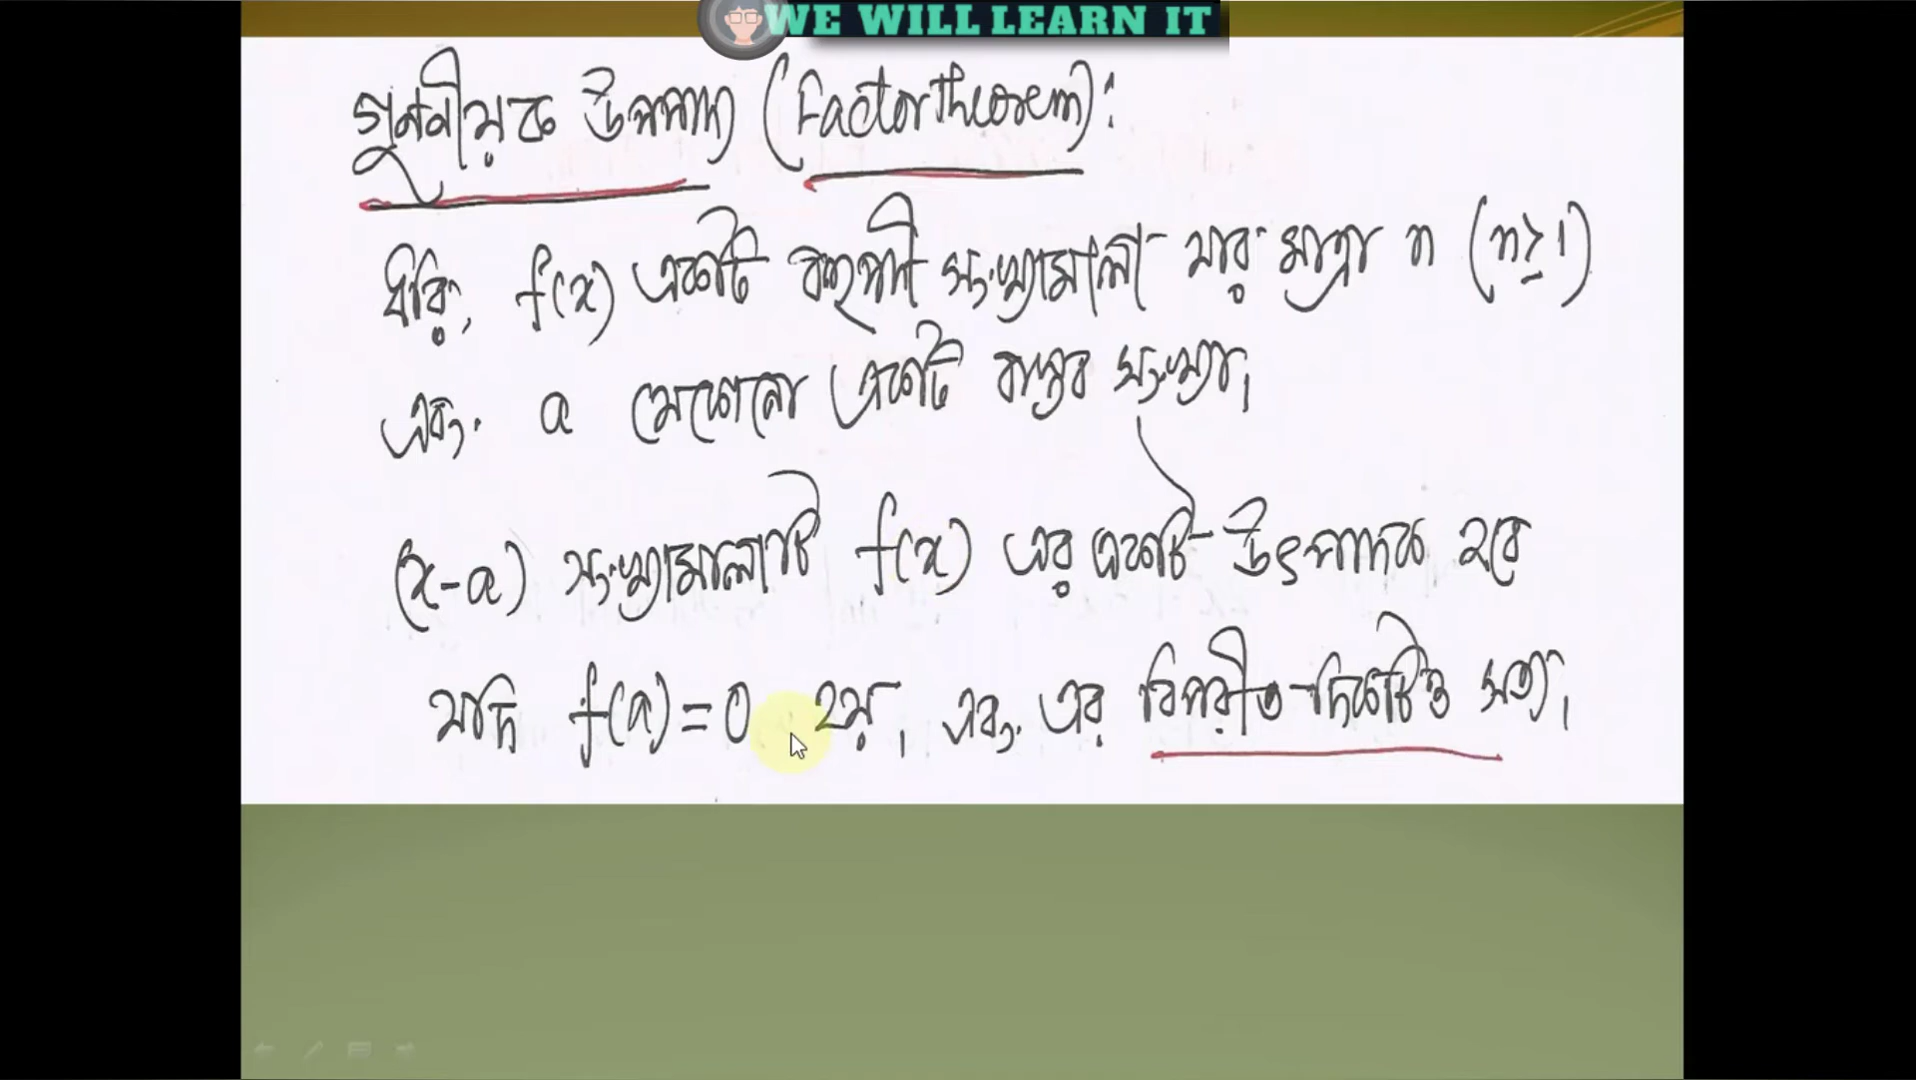 WE WILL LEARN IT
গুণনীয়ক উপপাদ্য (Factor Theorem):
ধরি, f(x) একটি বহুপদী সংখ্যামালা যার মাত্রা n (n≥1)
এবং a যেকোনো একটি বাস্তব সংখ্যা,
(x-a) সংখ্যামালাটি f(x) এর একটি উৎপাদক হবে
যদি f(a)=0 হয়, এবং এর বিপরীত দিকটিও সত্য,